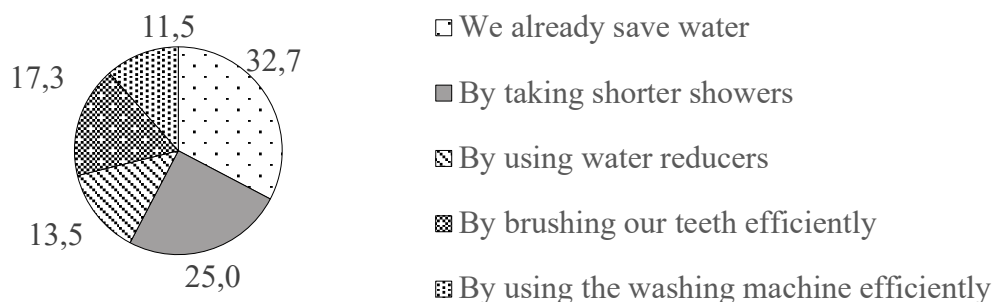 11,5
32,7
17,3
13,5
25,0
We already save water
By taking shorter showers
By using water reducers
By brushing our teeth efficiently
By using the washing machine efficiently